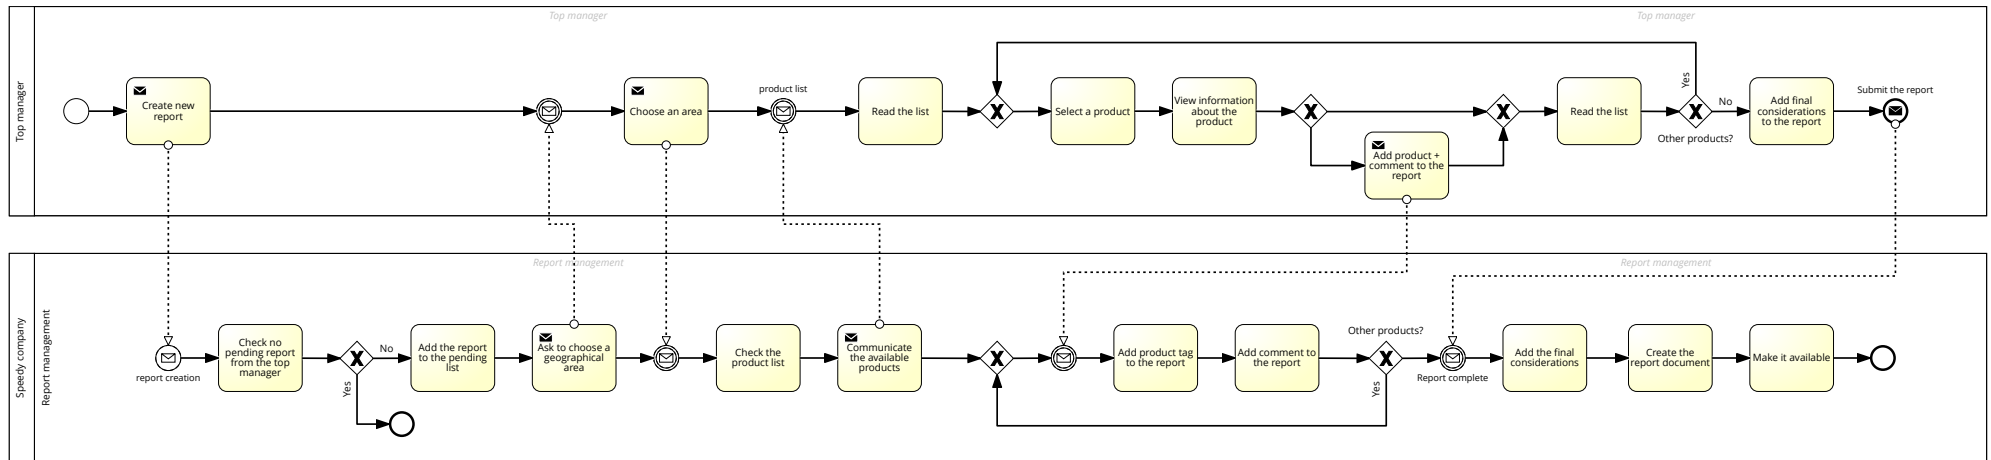 Top manager
Top manager
Top manager
Create new
report
Choose an area
product list
Read the list
Select a product
View information
about the
product
Add product +
comment to the
report
Read the list
Yes
No
Other products?
Add final
considerations
to the report
Submit the report
Speedy company
Report management
Report management
Report management
report creation
Check no
pending report
from the top
manager
No
Yes
Add the report
to the pending
list
Ask to choose a
geographical
area
Check the
product list
Communicate
the available
products
Add product tag
to the report
Add comment to
the report
Other products?
Yes
Report complete
Add the final
considerations
Create the
report document
Make it available